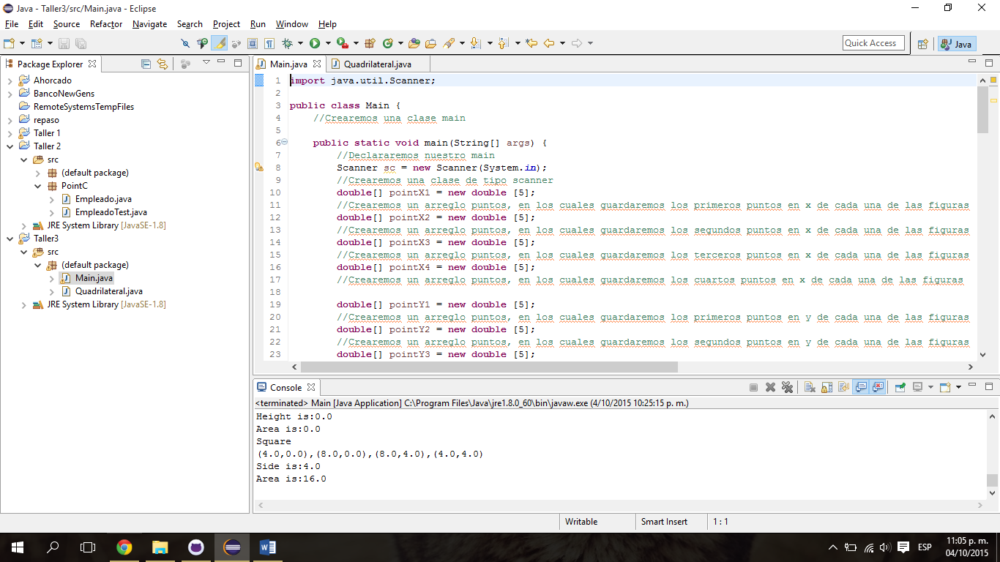 Java - Taller3/src/Main.java - Eclipse
File Edit Source Refactor Navigate Search Project Run Window Help
Quick Access
Java
Package Explorer
Ahorcado
BancoNewGens
RemoteSystemsTempFiles
repaso
Taller 1
Taller 2
src
(default package)
PointC
Empleado.java
EmpleadoTest.java
JRE System Library [JavaSE-1.8]
Taller3
src
(default package)
Main.java
Quadrilateral.java
JRE System Library [JavaSE-1.8]
Main.java Quadrilateral.java
1 import java.util.Scanner;
2
3 public class Main {
4 //Crearemos una clase main
5
6 public static void main(String[] args) {
7 //Declararemos nuestro main
8 Scanner sc = new Scanner(System.in);
9 //Crearemos una clase de tipo scanner
10 double[] pointX1 = new double [5];
11 //Crearemos un arreglo puntos, en los cuales guardaremos los primeros puntos en x de cada una de las figuras
12 double[] pointX2 = new double [5];
13 //Crearemos un arreglo puntos, en los cuales guardaremos los segundos puntos en x de cada una de las figuras
14 double[] pointX3 = new double [5];
15 //Crearemos un arreglo puntos, en los cuales guardaremos los terceros puntos en x de cada una de las figuras
16 double[] pointX4 = new double [5];
17 //Crearemos un arreglo puntos, en los cuales guardaremos los cuartos puntos en x de cada una de las figuras
18
19 double[] pointY1 = new double [5];
20 //Crearemos un arreglo puntos, en los cuales guardaremos los primeros puntos en y de cada una de las figuras
21 double[] pointY2 = new double [5];
22 //Crearemos un arreglo puntos, en los cuales guardaremos los segundos puntos en y de cada una de las figuras
23 double[] pointY3 = new double [5];
Console
<terminated> Main [Java Application] C:\Program Files\Java\jre1.8.0_60\bin\javaw.exe (4/10/2015 10:25:15 p. m.)
Height is:0.0
Area is:0.0
Square
(4.0,0.0),(8.0,0.0),(8.0,4.0),(4.0,4.0)
Side is:4.0
Area is:16.0
Writable Smart Insert 1 : 1
ESP
11:05 p. m.
04/10/2015